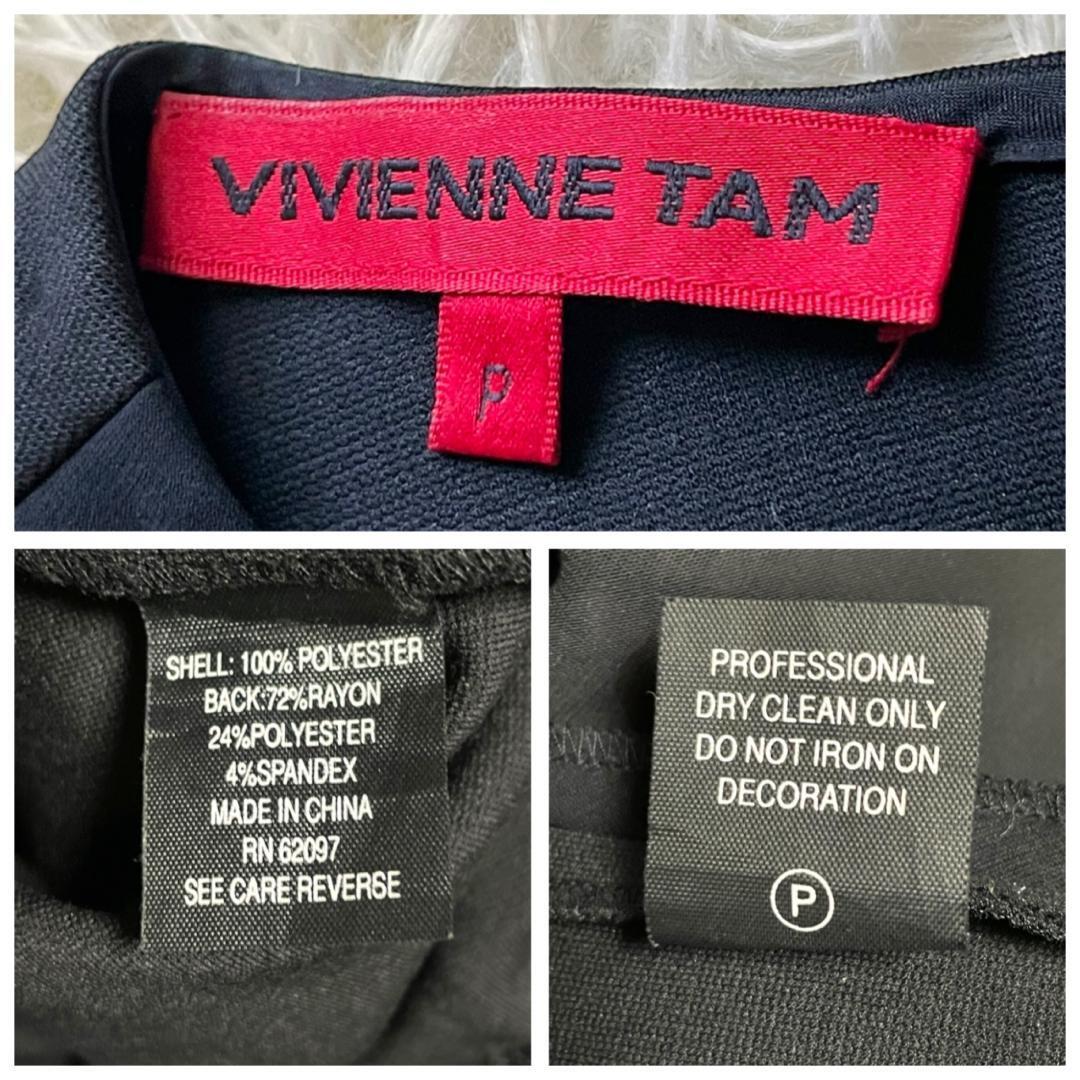 VIVIENNE TAM
P
SHELL: 100% POLYESTER
BACK:72%RAYON
24%POLYESTER
4%SPANDEX
MADE IN CHINA
RN 62097
SEE CARE REVERSE
PROFESSIONAL
DRY CLEAN ONLY
DO NOT IRON ON
DECORATION
P